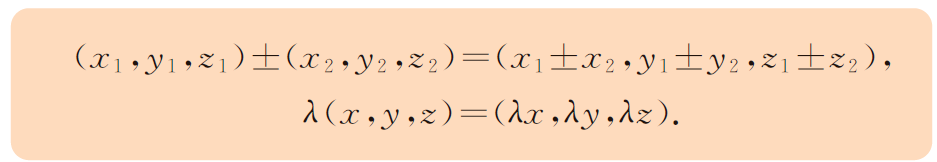 (x₁,y₁,z₁)±(x₂,y₂,z₂)=(x₁±x₂,y₁±y₂,z₁±z₂),
λ(x,y,z)=(λx,λy,λz).